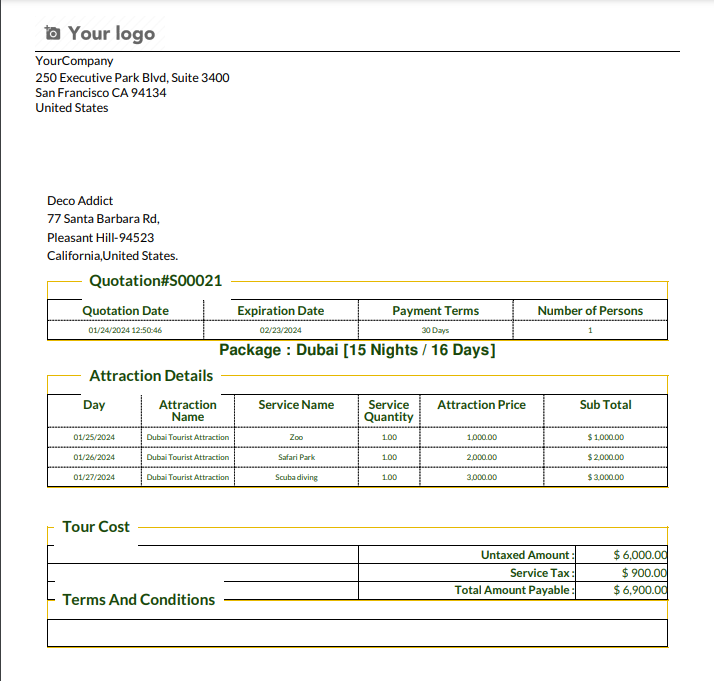 Your logo
YourCompany
250 Executive Park Blvd, Suite 3400
San Francisco CA 94134
United States
Deco Addict
77 Santa Barbara Rd,
Pleasant Hill-94523
California,United States.
Quotation#S00021
Quotation Date Expiration Date Payment Terms Number of Persons
01/24/2024 12:50:46 02/23/2024 30 Days 1
Package : Dubai [15 Nights / 16 Days]
Attraction Details
Day Attraction Name Service Name Service Quantity Attraction Price Sub Total
01/25/2024 Dubai Tourist Attraction Zoo 1.00 1,000.00 $ 1,000.00
01/26/2024 Dubai Tourist Attraction Safari Park 1.00 2,000.00 $ 2,000.00
01/27/2024 Dubai Tourist Attraction Scuba diving 1.00 3,000.00 $ 3,000.00
Tour Cost
Untaxed Amount : $ 6,000.00
Service Tax : $ 900.00
Total Amount Payable : $ 6,900.00
Terms And Conditions